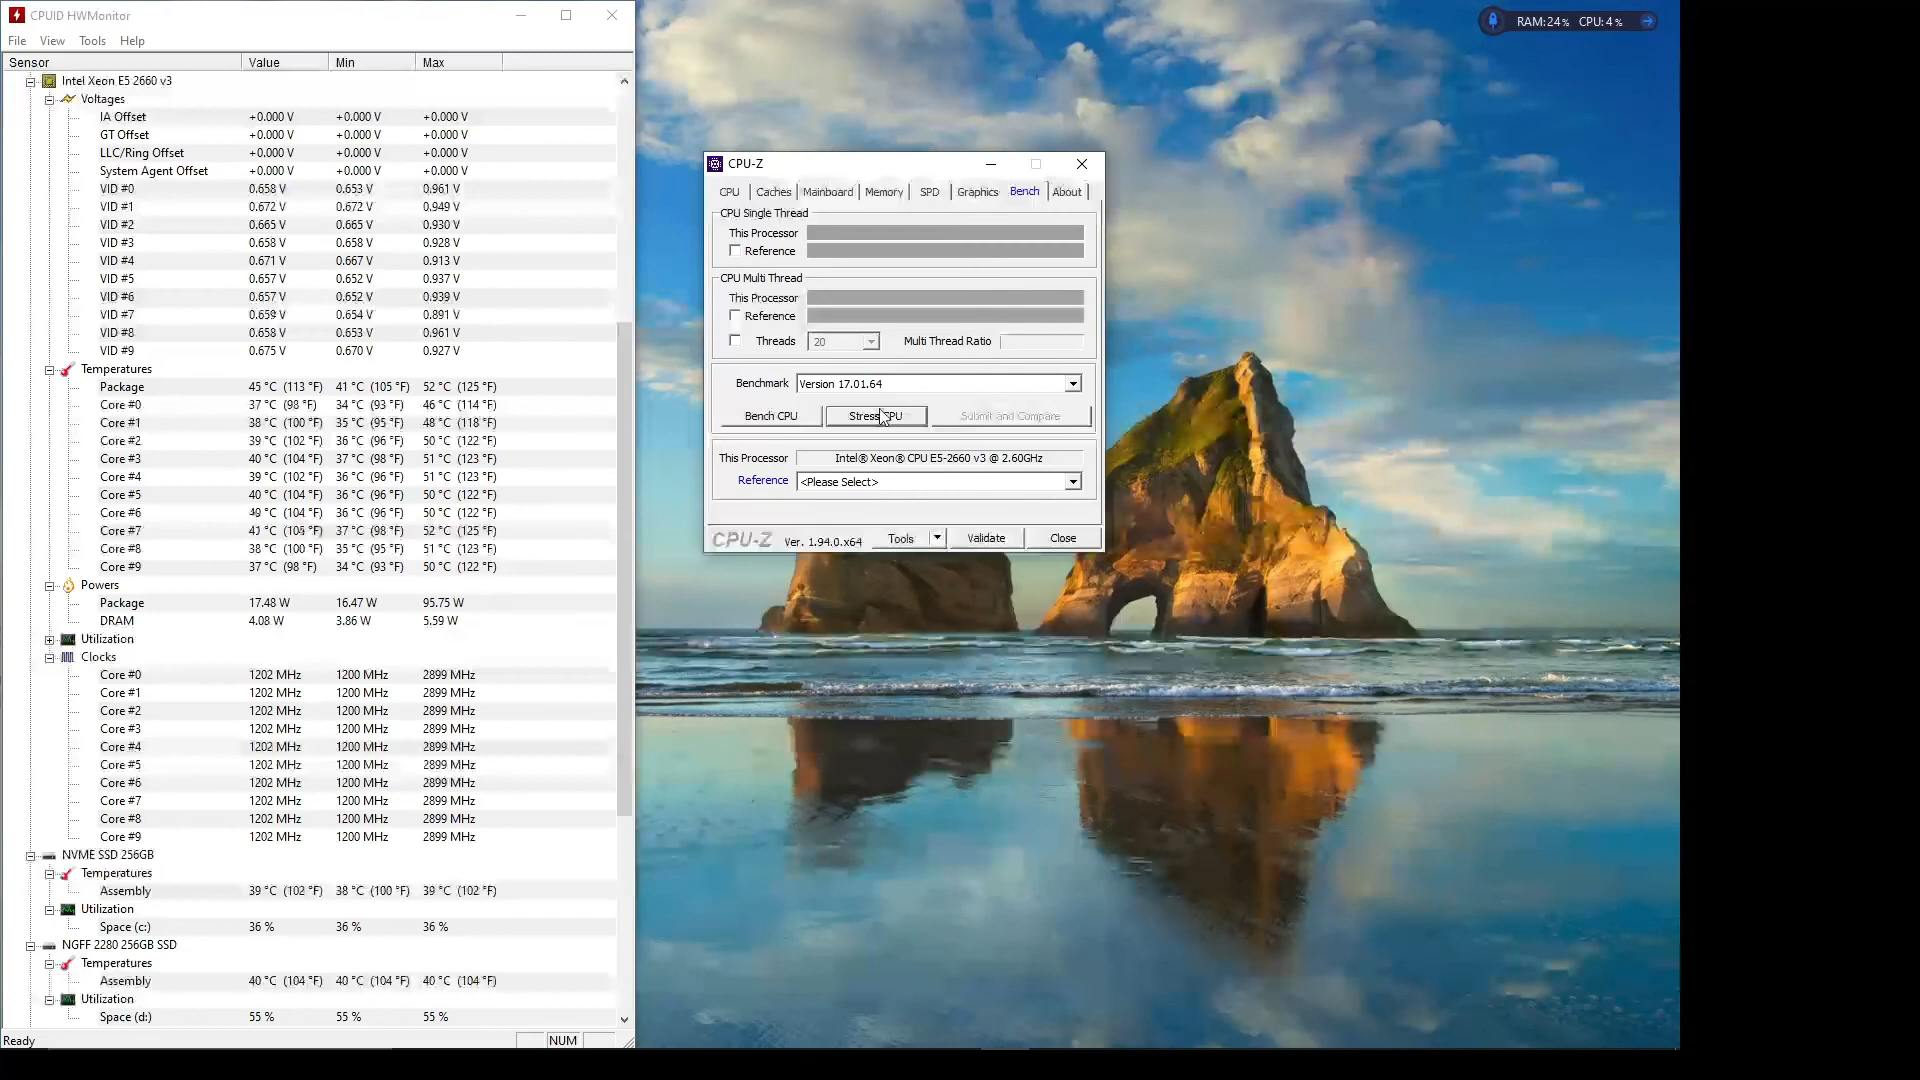 CPUID HWMonitor
File View Tools Help
Sensor Value Min Max
Intel Xeon E5 2660 v3
Voltages
IA Offset +0.000 V +0.000 V +0.000 V
GT Offset +0.000 V +0.000 V +0.000 V
LLC/Ring Offset +0.000 V +0.000 V +0.000 V
System Agent Offset +0.000 V +0.000 V +0.000 V
VID #0 0.658 V 0.653 V 0.961 V
VID #1 0.672 V 0.672 V 0.949 V
VID #2 0.665 V 0.665 V 0.930 V
VID #3 0.658 V 0.658 V 0.928 V
VID #4 0.671 V 0.667 V 0.913 V
VID #5 0.657 V 0.652 V 0.937 V
VID #6 0.657 V 0.652 V 0.939 V
VID #7 0.659 V 0.654 V 0.891 V
VID #8 0.658 V 0.653 V 0.961 V
VID #9 0.675 V 0.670 V 0.927 V
Temperatures
Package 45 °C (113 °F) 41 °C (105 °F) 52 °C (125 °F)
Core #0 37 °C (98 °F) 34 °C (93 °F) 46 °C (114 °F)
Core #1 38 °C (100 °F) 35 °C (95 °F) 48 °C (118 °F)
Core #2 39 °C (102 °F) 36 °C (96 °F) 50 °C (122 °F)
Core #3 40 °C (104 °F) 37 °C (98 °F) 51 °C (123 °F)
Core #4 39 °C (102 °F) 36 °C (96 °F) 51 °C (123 °F)
Core #5 40 °C (104 °F) 36 °C (96 °F) 50 °C (122 °F)
Core #6 40 °C (104 °F) 36 °C (96 °F) 50 °C (122 °F)
Core #7 41 °C (105 °F) 37 °C (98 °F) 52 °C (125 °F)
Core #8 38 °C (100 °F) 35 °C (95 °F) 51 °C (123 °F)
Core #9 37 °C (98 °F) 34 °C (93 °F) 50 °C (122 °F)
Powers
Package 17.48 W 16.47 W 95.75 W
DRAM 4.08 W 3.86 W 5.59 W
Utilization
Clocks
Core #0 1202 MHz 1200 MHz 2899 MHz
Core #1 1202 MHz 1200 MHz 2899 MHz
Core #2 1202 MHz 1200 MHz 2899 MHz
Core #3 1202 MHz 1200 MHz 2899 MHz
Core #4 1202 MHz 1200 MHz 2899 MHz
Core #5 1202 MHz 1200 MHz 2899 MHz
Core #6 1202 MHz 1200 MHz 2899 MHz
Core #7 1202 MHz 1200 MHz 2899 MHz
Core #8 1202 MHz 1200 MHz 2899 MHz
Core #9 1202 MHz 1200 MHz 2899 MHz
NVME SSD 256GB
Temperatures
Assembly 39 °C (102 °F) 38 °C (100 °F) 39 °C (102 °F)
Utilization
Space (c:) 36 % 36 % 36 %
NGFF 2280 256GB SSD
Temperatures
Assembly 40 °C (104 °F) 40 °C (104 °F) 40 °C (104 °F)
Utilization
Space (d:) 55 % 55 % 55 %
Ready NUM
CPU-Z
CPU Caches Mainboard Memory SPD Graphics Bench About
CPU Single Thread
This Processor
Reference
CPU Multi Thread
This Processor
Reference
Threads 20 Multi Thread Ratio
Benchmark Version 17.01.64
Bench CPU Stress CPU Submit and Compare
This Processor Intel® Xeon® CPU E5-2660 v3 @ 2.60GHz
Reference <Please Select>
CPU-Z Ver. 1.94.0.x64 Tools Validate Close
RAM:24% CPU:4%